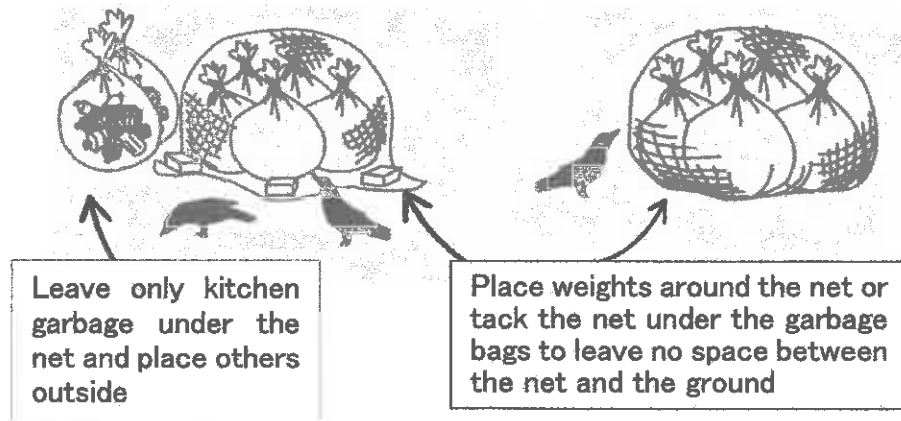 Leave only kitchen
garbage under the
net and place others
outside
Place weights around the net or
tack the net under the garbage
bags to leave no space between
the net and the ground